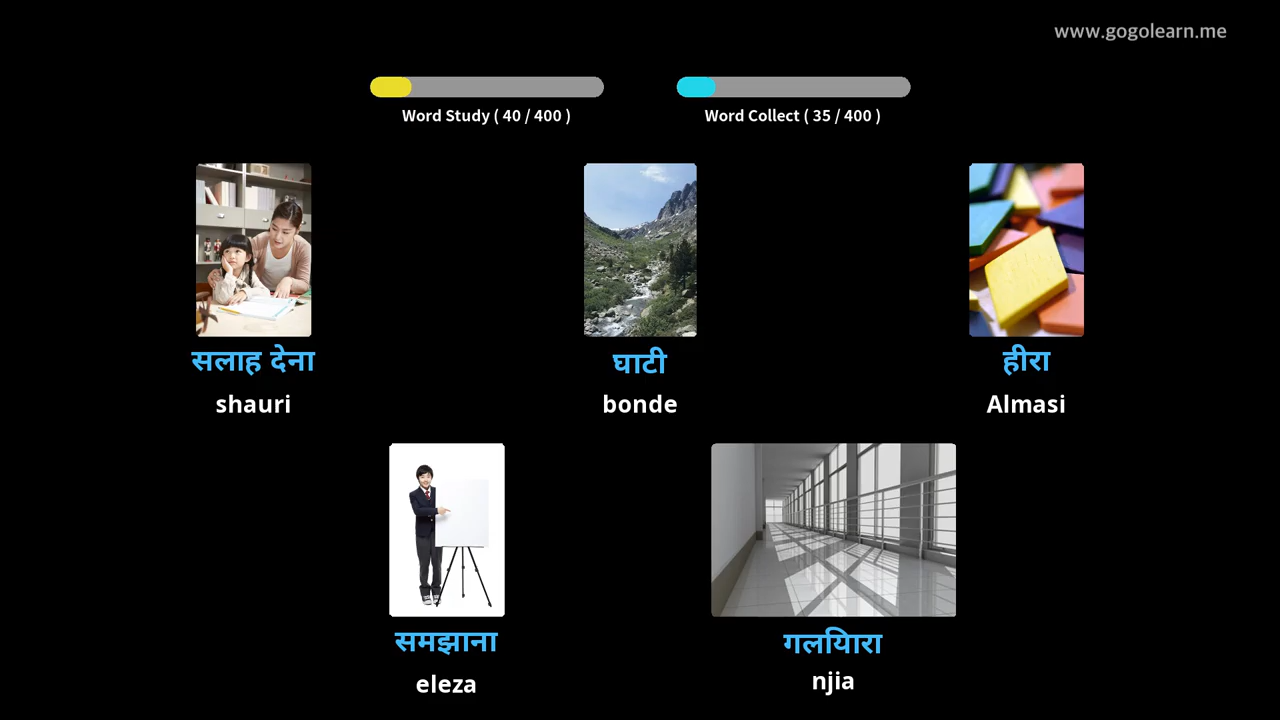 www.gogolearn.me
Word Study ( 40 / 400 )
Word Collect ( 35 / 400 )
सलाह देना
घाटी
हीरा
shauri
bonde
Almasi
समझाना
गलियारा
eleza
njia